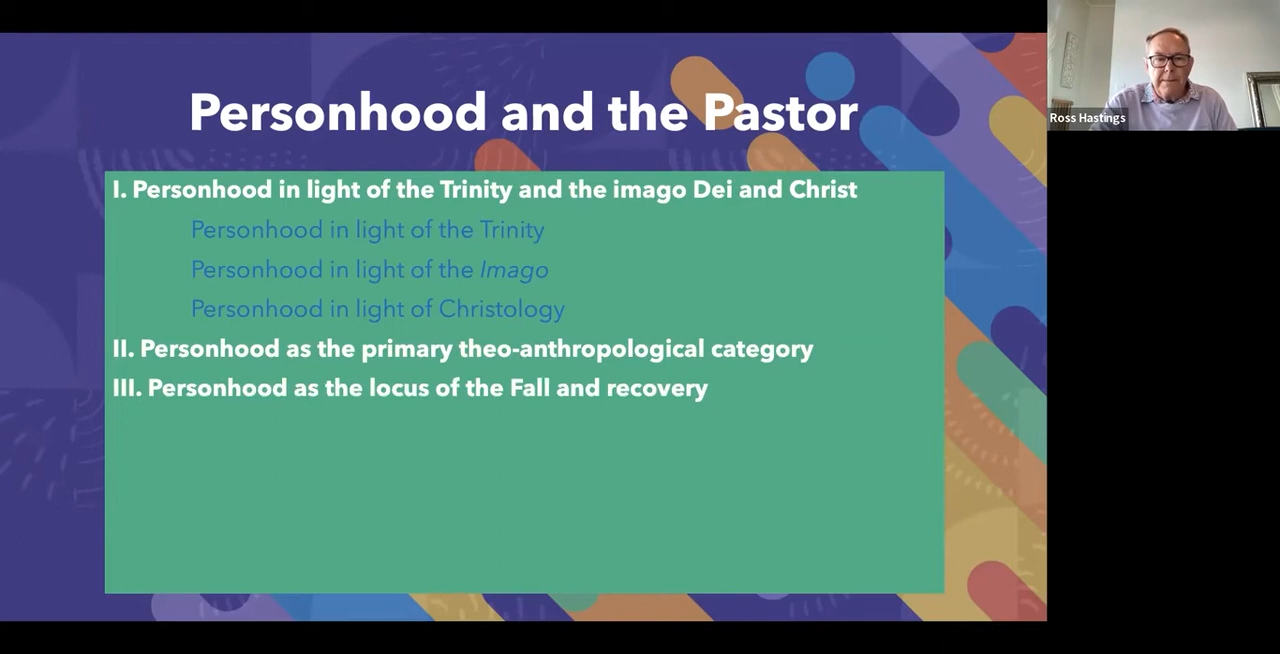 Personhood and the Pastor
I. Personhood in light of the Trinity and the imago Dei and Christ
Personhood in light of the Trinity
Personhood in light of the Imago
Personhood in light of Christology
II. Personhood as the primary theo-anthropological category
III. Personhood as the locus of the Fall and recovery
Ross Hastings